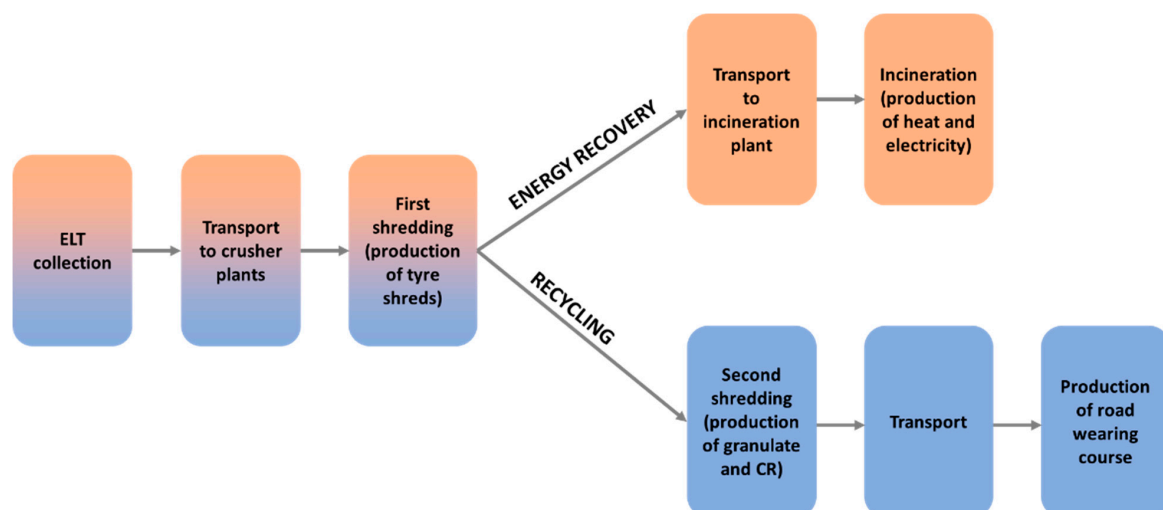 ELT
collection
Transport
to crusher
plants
First
shredding
(production
of tyre
shreds)
ENERGY RECOVERY
Transport
to
incineration
plant
Incineration
(production
of heat and
electricity)
RECYCLING
Second
shredding
(production
of granulate
and CR)
Transport
Production
of road
wearing
course